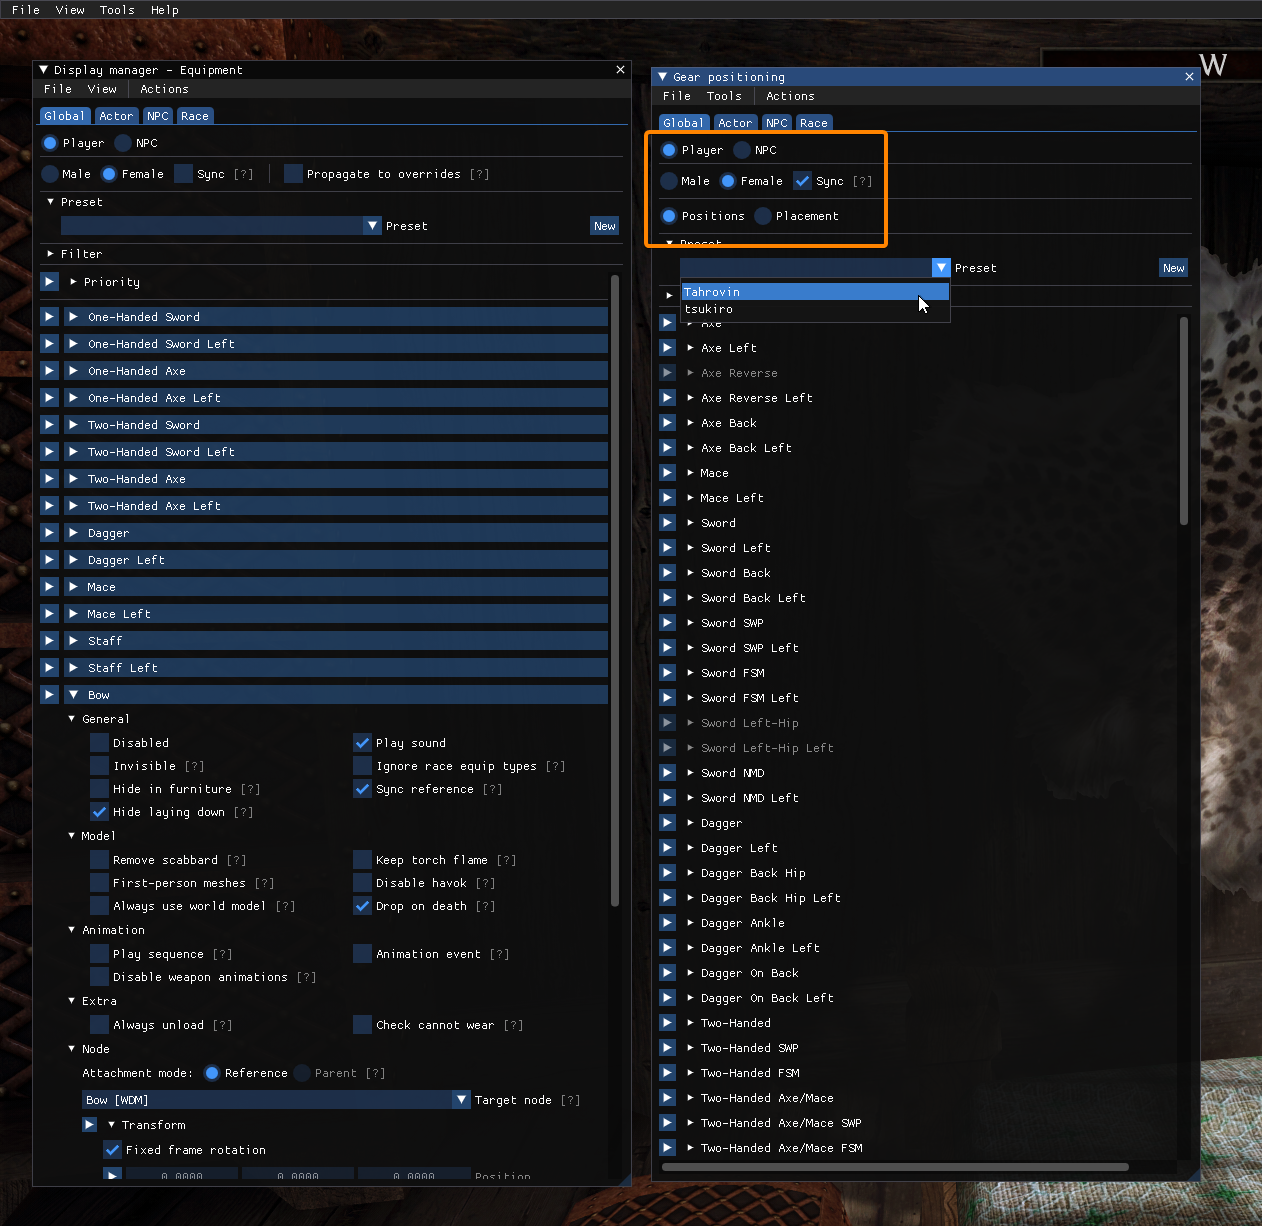 File View Tools Help
W
Display manager - Equipment
File View Actions
Global Actor NPC Race
Player NPC
Male Female Sync [?] Propagate to overrides [?]
Preset
Preset New
Filter
Priority
One-Handed Sword
One-Handed Sword Left
One-Handed Axe
One-Handed Axe Left
Two-Handed Sword
Two-Handed Sword Left
Two-Handed Axe
Two-Handed Axe Left
Dagger
Dagger Left
Mace
Mace Left
Staff
Staff Left
Bow
General
Disabled Play sound
Invisible [?] Ignore race equip types [?]
Hide in furniture [?] Sync reference [?]
Hide laying down [?]
Model
Remove scabbard [?] Keep torch flame [?]
First-person meshes [?] Disable havok [?]
Always use world model [?] Drop on death [?]
Animation
Play sequence [?] Animation event [?]
Disable weapon animations [?]
Extra
Always unload [?] Check cannot wear [?]
Node
Attachment mode: Reference Parent [?]
Bow [WDM] Target node [?]
Transform
Fixed frame rotation
0.0000 0.0000 0.0000 Position
Gear positioning
File Tools Actions
Global Actor NPC Race
Player NPC
Male Female Sync [?]
Positions Placement
Preset
Preset New
Tahrovin
tsukiro
Axe
Axe Left
Axe Reverse
Axe Reverse Left
Axe Back
Axe Back Left
Mace
Mace Left
Sword
Sword Left
Sword Back
Sword Back Left
Sword SWP
Sword SWP Left
Sword FSM
Sword FSM Left
Sword Left-Hip
Sword Left-Hip Left
Sword NMD
Sword NMD Left
Dagger
Dagger Left
Dagger Back Hip
Dagger Back Hip Left
Dagger Ankle
Dagger Ankle Left
Dagger On Back
Dagger On Back Left
Two-Handed
Two-Handed SWP
Two-Handed FSM
Two-Handed Axe/Mace
Two-Handed Axe/Mace SWP
Two-Handed Axe/Mace FSM